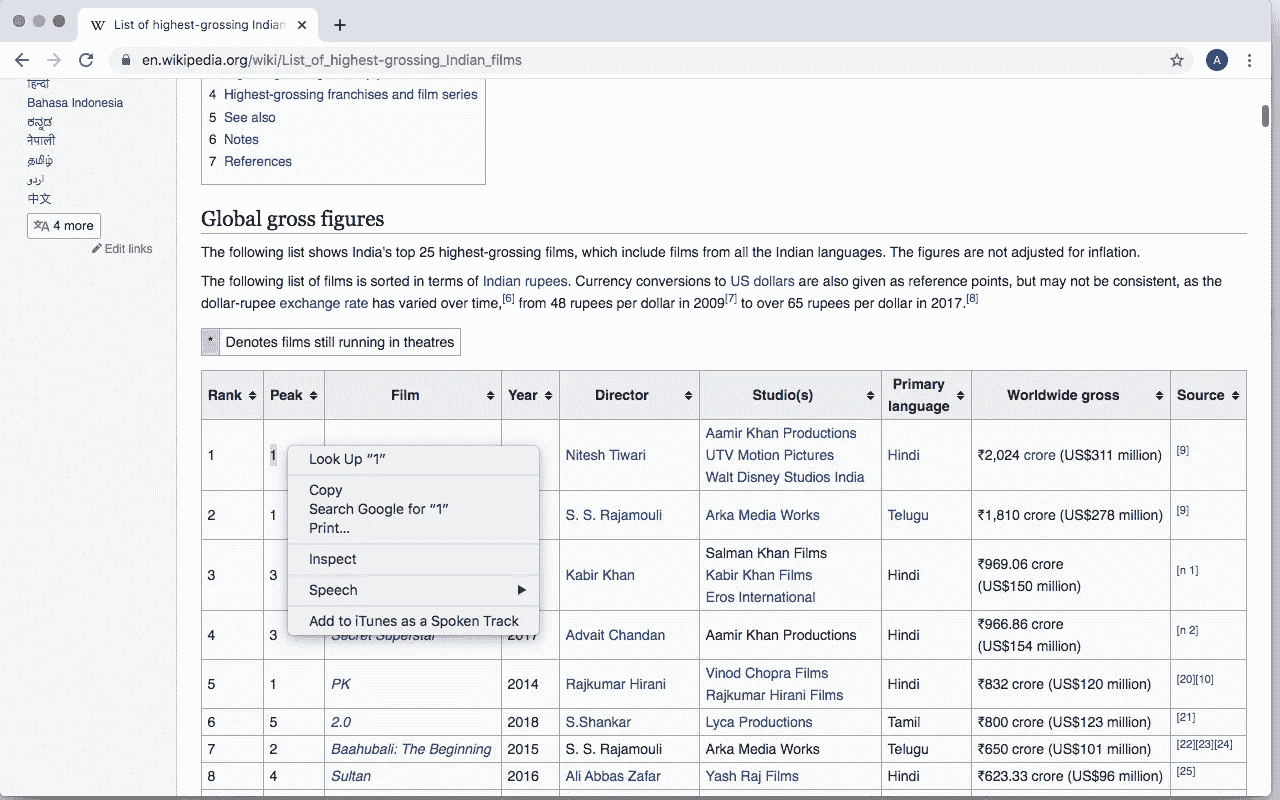 List of highest-grossing Indian
en.wikipedia.org/wiki/List_of_highest-grossing_Indian_films
A
हिन्दी
Bahasa Indonesia
ಕನ್ನಡ
नेपाली
தமிழ்
اردو
中文
4 more
Edit links
4 Highest-grossing franchises and film series
5 See also
6 Notes
7 References
Global gross figures
The following list shows India's top 25 highest-grossing films, which include films from all the Indian languages. The figures are not adjusted for inflation.
The following list of films is sorted in terms of Indian rupees. Currency conversions to US dollars are also given as reference points, but may not be consistent, as the
dollar-rupee exchange rate has varied over time,[6] from 48 rupees per dollar in 2009[7] to over 65 rupees per dollar in 2017.[8]
* Denotes films still running in theatres
Rank Peak Film Year Director Studio(s) Primary language Worldwide gross Source
1 1 Nitesh Tiwari Aamir Khan Productions Hindi ₹2,024 crore (US$311 million) [9]
UTV Motion Pictures
Walt Disney Studios India
2 1 S. S. Rajamouli Arka Media Works Telugu ₹1,810 crore (US$278 million) [9]
3 3 Kabir Khan Salman Khan Films Hindi ₹969.06 crore [n 1]
Kabir Khan Films (US$150 million)
Eros International
4 3 Secret Superstar 2017 Advait Chandan Aamir Khan Productions Hindi ₹966.86 crore [n 2]
(US$154 million)
5 1 PK 2014 Rajkumar Hirani Vinod Chopra Films Hindi ₹832 crore (US$120 million) [20][10]
Rajkumar Hirani Films
6 5 2.0 2018 S.Shankar Lyca Productions Tamil ₹800 crore (US$123 million) [21]
7 2 Baahubali: The Beginning 2015 S. S. Rajamouli Arka Media Works Telugu ₹650 crore (US$101 million) [22][23][24]
8 4 Sultan 2016 Ali Abbas Zafar Yash Raj Films Hindi ₹623.33 crore (US$96 million) [25]
Look Up "1"
Copy
Search Google for "1"
Print...
Inspect
Speech
Add to iTunes as a Spoken Track